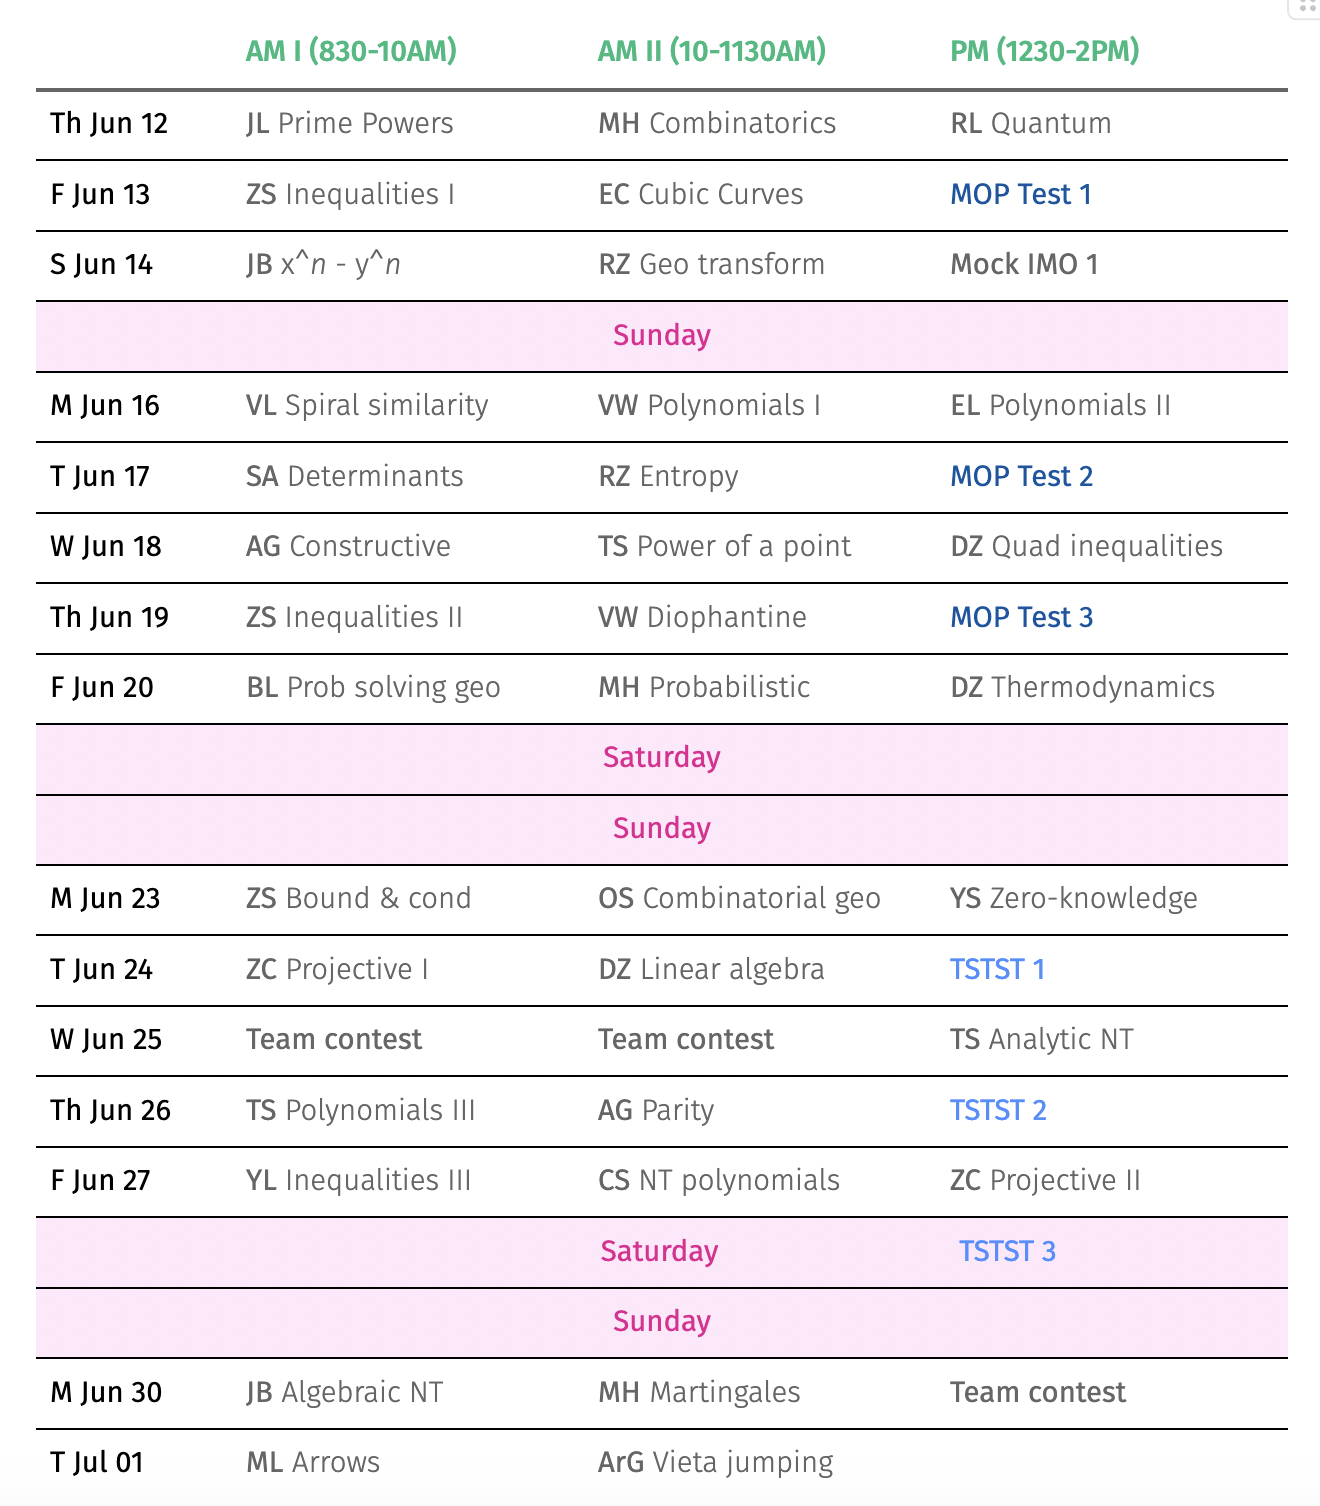 AM I (830-10AM) AM II (10-1130AM) PM (1230-2PM)
Th Jun 12 JL Prime Powers MH Combinatorics RL Quantum
F Jun 13 ZS Inequalities I EC Cubic Curves MOP Test 1
S Jun 14 JB x^n - y^n RZ Geo transform Mock IMO 1
Sunday
M Jun 16 VL Spiral similarity VW Polynomials I EL Polynomials II
T Jun 17 SA Determinants RZ Entropy MOP Test 2
W Jun 18 AG Constructive TS Power of a point DZ Quad inequalities
Th Jun 19 ZS Inequalities II VW Diophantine MOP Test 3
F Jun 20 BL Prob solving geo MH Probabilistic DZ Thermodynamics
Saturday
Sunday
M Jun 23 ZS Bound & cond OS Combinatorial geo YS Zero-knowledge
T Jun 24 ZC Projective I DZ Linear algebra TSTST 1
W Jun 25 Team contest Team contest TS Analytic NT
Th Jun 26 TS Polynomials III AG Parity TSTST 2
F Jun 27 YL Inequalities III CS NT polynomials ZC Projective II
Saturday TSTST 3
Sunday
M Jun 30 JB Algebraic NT MH Martingales Team contest
T Jul 01 ML Arrows ArG Vieta jumping